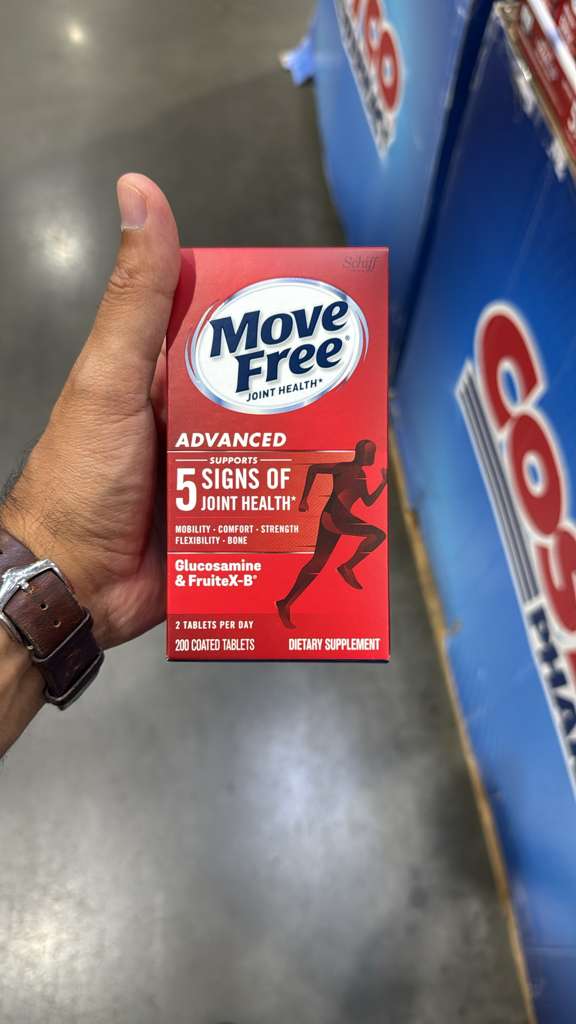 Schiff
Move
Free®
JOINT HEALTH*
ADVANCED
SUPPORTS
5 SIGNS OF
JOINT HEALTH*
MOBILITY • COMFORT • STRENGTH
FLEXIBILITY • BONE
Glucosamine
& FruiteX-B®
2 TABLETS PER DAY
200 COATED TABLETS
DIETARY SUPPLEMENT